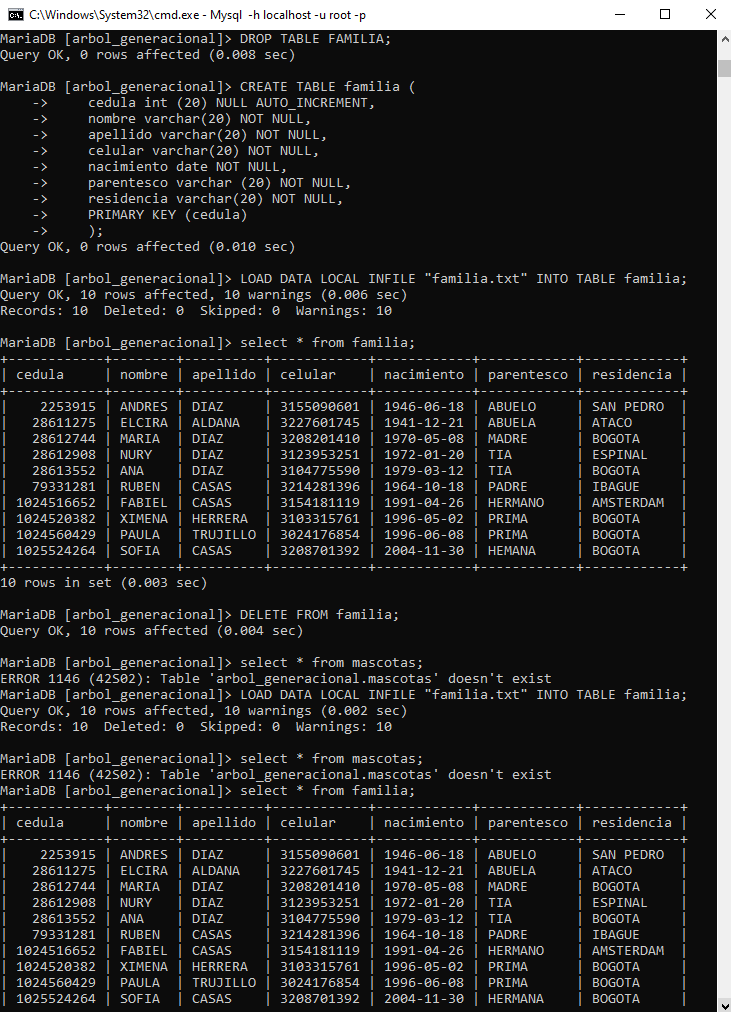 C:\Windows\System32\cmd.exe - Mysql  -h localhost -u root -p
MariaDB [arbol_generacional]> DROP TABLE FAMILIA;
Query OK, 0 rows affected (0.008 sec)
MariaDB [arbol_generacional]> CREATE TABLE familia (
    ->     cedula int (20) NULL AUTO_INCREMENT,
    ->     nombre varchar(20) NOT NULL,
    ->     apellido varchar(20) NOT NULL,
    ->     celular varchar(20) NOT NULL,
    ->     nacimiento date NOT NULL,
    ->     parentesco varchar (20) NOT NULL,
    ->     residencia varchar(20) NOT NULL,
    ->     PRIMARY KEY (cedula)
    ->     );
Query OK, 0 rows affected (0.010 sec)
MariaDB [arbol_generacional]> LOAD DATA LOCAL INFILE "familia.txt" INTO TABLE familia;
Query OK, 10 rows affected, 10 warnings (0.006 sec)
Records: 10  Deleted: 0  Skipped: 0  Warnings: 10
MariaDB [arbol_generacional]> select * from familia;
+------------+--------+----------+------------+------------+------------+------------+
| cedula     | nombre | apellido | celular    | nacimiento | parentesco | residencia |
+------------+--------+----------+------------+------------+------------+------------+
|    2253915 | ANDRES | DIAZ     | 3155090601 | 1946-06-18 | ABUELO     | SAN PEDRO  |
|   28611275 | ELCIRA | ALDANA   | 3227601745 | 1941-12-21 | ABUELA     | ATACO      |
|   28612744 | MARIA  | DIAZ     | 3208201410 | 1970-05-08 | MADRE      | BOGOTA     |
|   28612908 | NURY   | DIAZ     | 3123953251 | 1972-01-20 | TIA        | ESPINAL    |
|   28613552 | ANA    | DIAZ     | 3104775590 | 1979-03-12 | TIA        | BOGOTA     |
|   79331281 | RUBEN  | CASAS    | 3214281396 | 1964-10-18 | PADRE      | IBAGUE     |
| 1024516652 | FABIEL | CASAS    | 3154181119 | 1991-04-26 | HERMANO    | AMSTERDAM  |
| 1024520382 | XIMENA | HERRERA  | 3103315761 | 1996-05-02 | PRIMA      | BOGOTA     |
| 1024560429 | PAULA  | TRUJILLO | 3024176854 | 1996-06-08 | PRIMA      | BOGOTA     |
| 1025524264 | SOFIA  | CASAS    | 3208701392 | 2004-11-30 | HEMANA     | BOGOTA     |
+------------+--------+----------+------------+------------+------------+------------+
10 rows in set (0.003 sec)
MariaDB [arbol_generacional]> DELETE FROM familia;
Query OK, 10 rows affected (0.004 sec)
MariaDB [arbol_generacional]> select * from mascotas;
ERROR 1146 (42S02): Table 'arbol_generacional.mascotas' doesn't exist
MariaDB [arbol_generacional]> LOAD DATA LOCAL INFILE "familia.txt" INTO TABLE familia;
Query OK, 10 rows affected, 10 warnings (0.002 sec)
Records: 10  Deleted: 0  Skipped: 0  Warnings: 10
MariaDB [arbol_generacional]> select * from mascotas;
ERROR 1146 (42S02): Table 'arbol_generacional.mascotas' doesn't exist
MariaDB [arbol_generacional]> select * from familia;
+------------+--------+----------+------------+------------+------------+------------+
| cedula     | nombre | apellido | celular    | nacimiento | parentesco | residencia |
+------------+--------+----------+------------+------------+------------+------------+
|    2253915 | ANDRES | DIAZ     | 3155090601 | 1946-06-18 | ABUELO     | SAN PEDRO  |
|   28611275 | ELCIRA | ALDANA   | 3227601745 | 1941-12-21 | ABUELA     | ATACO      |
|   28612744 | MARIA  | DIAZ     | 3208201410 | 1970-05-08 | MADRE      | BOGOTA     |
|   28612908 | NURY   | DIAZ     | 3123953251 | 1972-01-20 | TIA        | ESPINAL    |
|   28613552 | ANA    | DIAZ     | 3104775590 | 1979-03-12 | TIA        | BOGOTA     |
|   79331281 | RUBEN  | CASAS    | 3214281396 | 1964-10-18 | PADRE      | IBAGUE     |
| 1024516652 | FABIEL | CASAS    | 3154181119 | 1991-04-26 | HERMANO    | AMSTERDAM  |
| 1024520382 | XIMENA | HERRERA  | 3103315761 | 1996-05-02 | PRIMA      | BOGOTA     |
| 1024560429 | PAULA  | TRUJILLO | 3024176854 | 1996-06-08 | PRIMA      | BOGOTA     |
| 1025524264 | SOFIA  | CASAS    | 3208701392 | 2004-11-30 | HERMANA    | BOGOTA     |